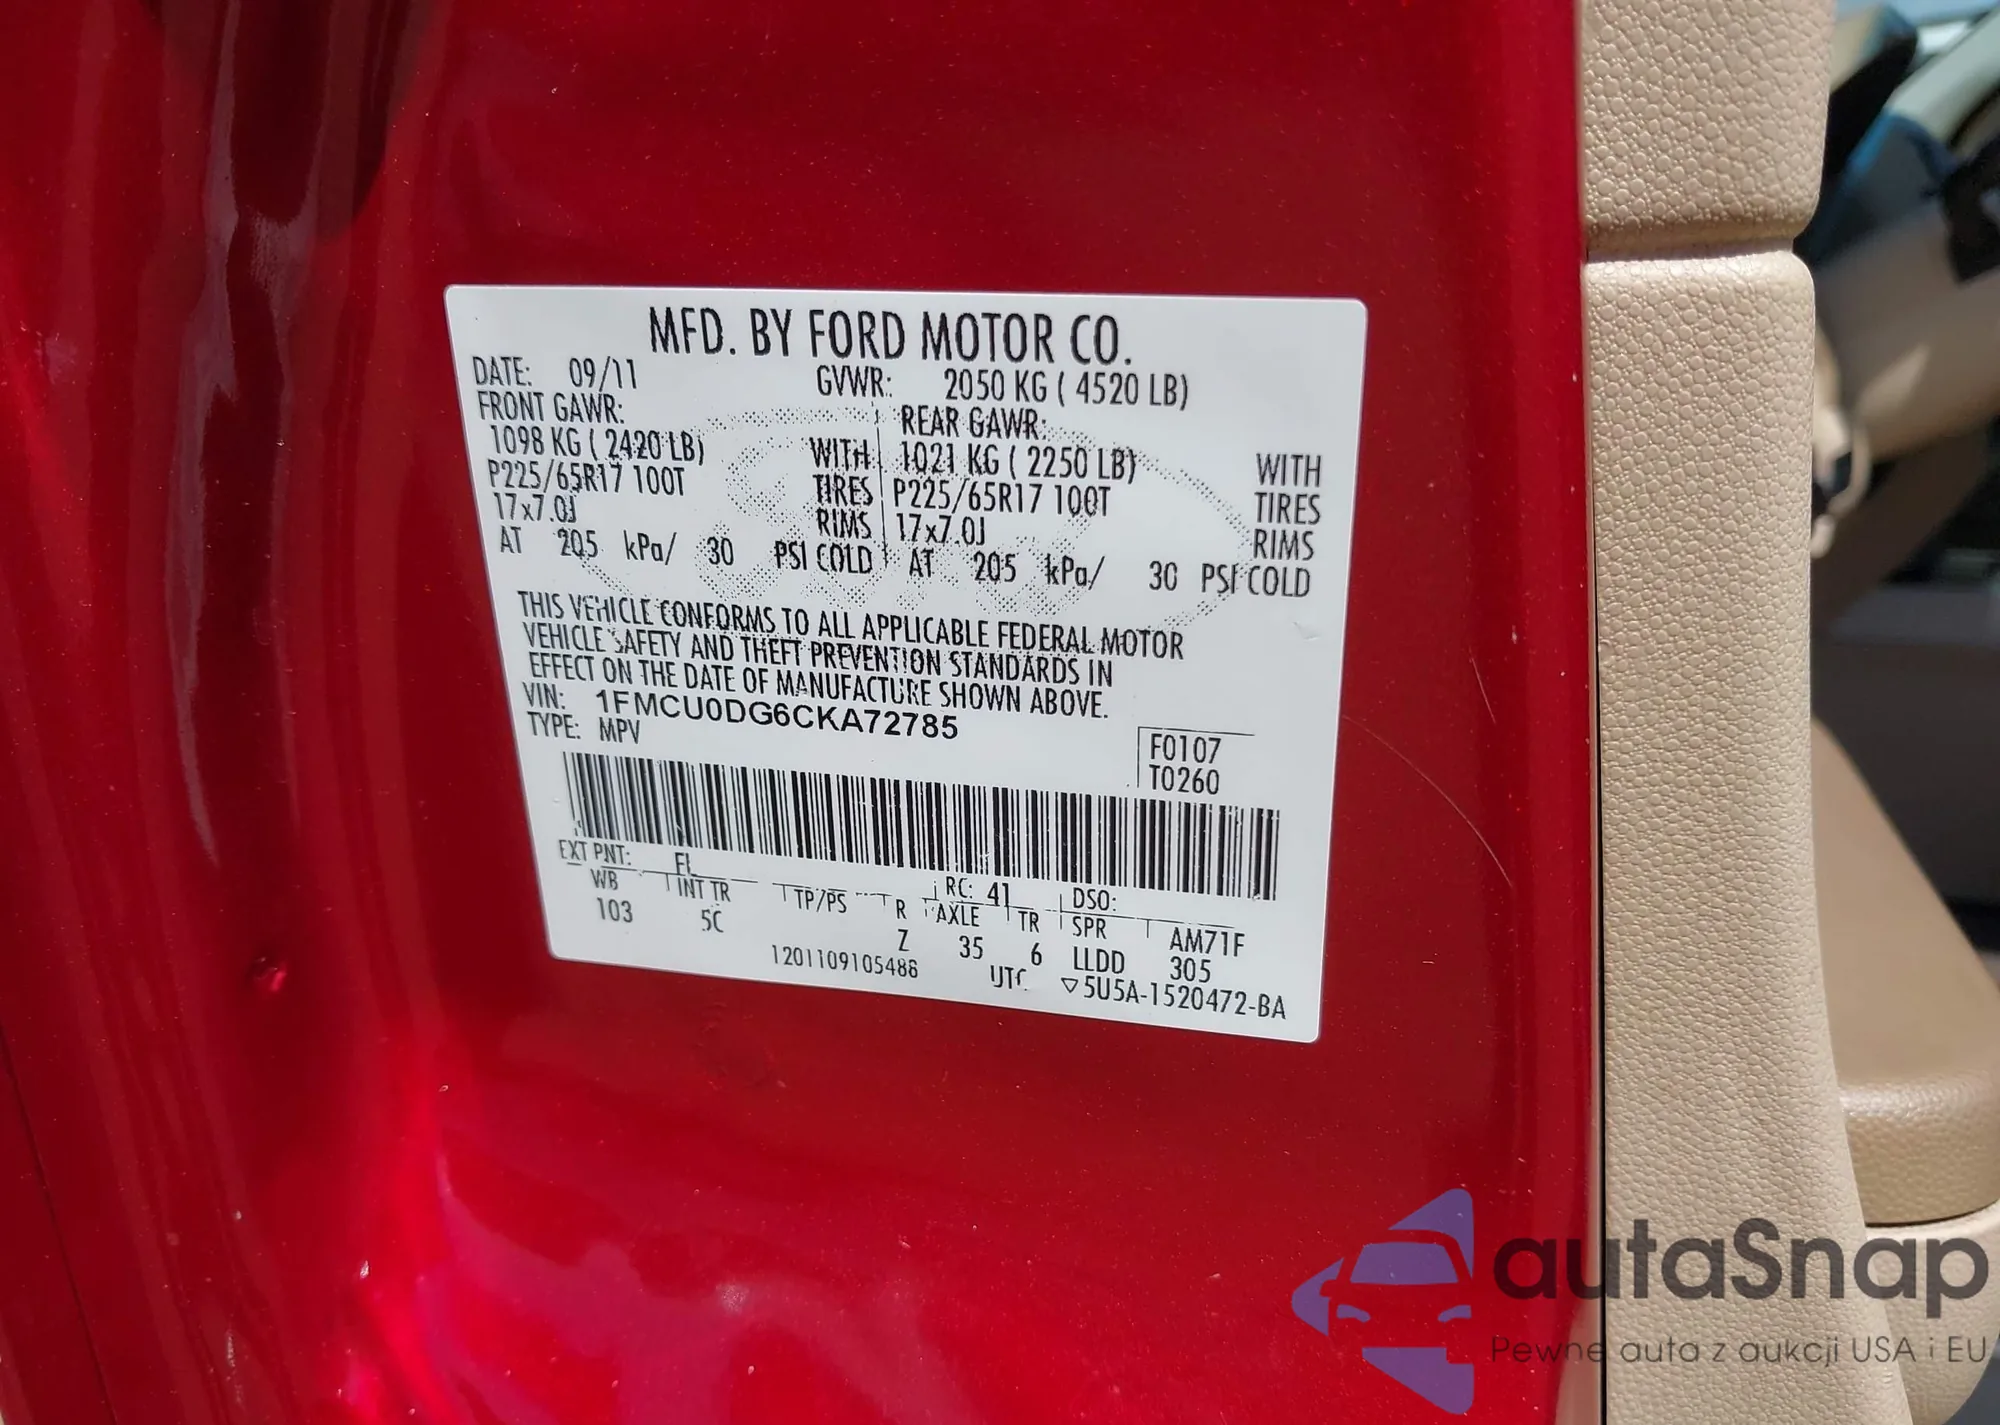 MFD. BY FORD MOTOR CO.
DATE: 09/11 GVWR: 2050 KG ( 4520 LB)
FRONT GAWR: REAR GAWR:
1098 KG ( 2420 LB) WITH 1021 KG ( 2250 LB) WITH
P225/65R17 100T TIRES P225/65R17 100T TIRES
17x7.0J RIMS 17x7.0J RIMS
AT 205 kPa/ 30 PSI COLD AT 205 kPa/ 30 PSI COLD
THIS VEHICLE CONFORMS TO ALL APPLICABLE FEDERAL MOTOR
VEHICLE SAFETY AND THEFT PREVENTION STANDARDS IN
EFFECT ON THE DATE OF MANUFACTURE SHOWN ABOVE.
VIN: 1FMCU0DG6CKA72785
TYPE: MPV
F0107
T0260
EXT PNT: EL RC: 41 DSO:
WB INT TR TP/PS R AXLE TR SPR AM71F
103 5C Z 35 6 LLDD 305
1201109105488 UTC ▽5U5A-1520472-BA
autaSnap
Pewne auta z aukcji USA i EU